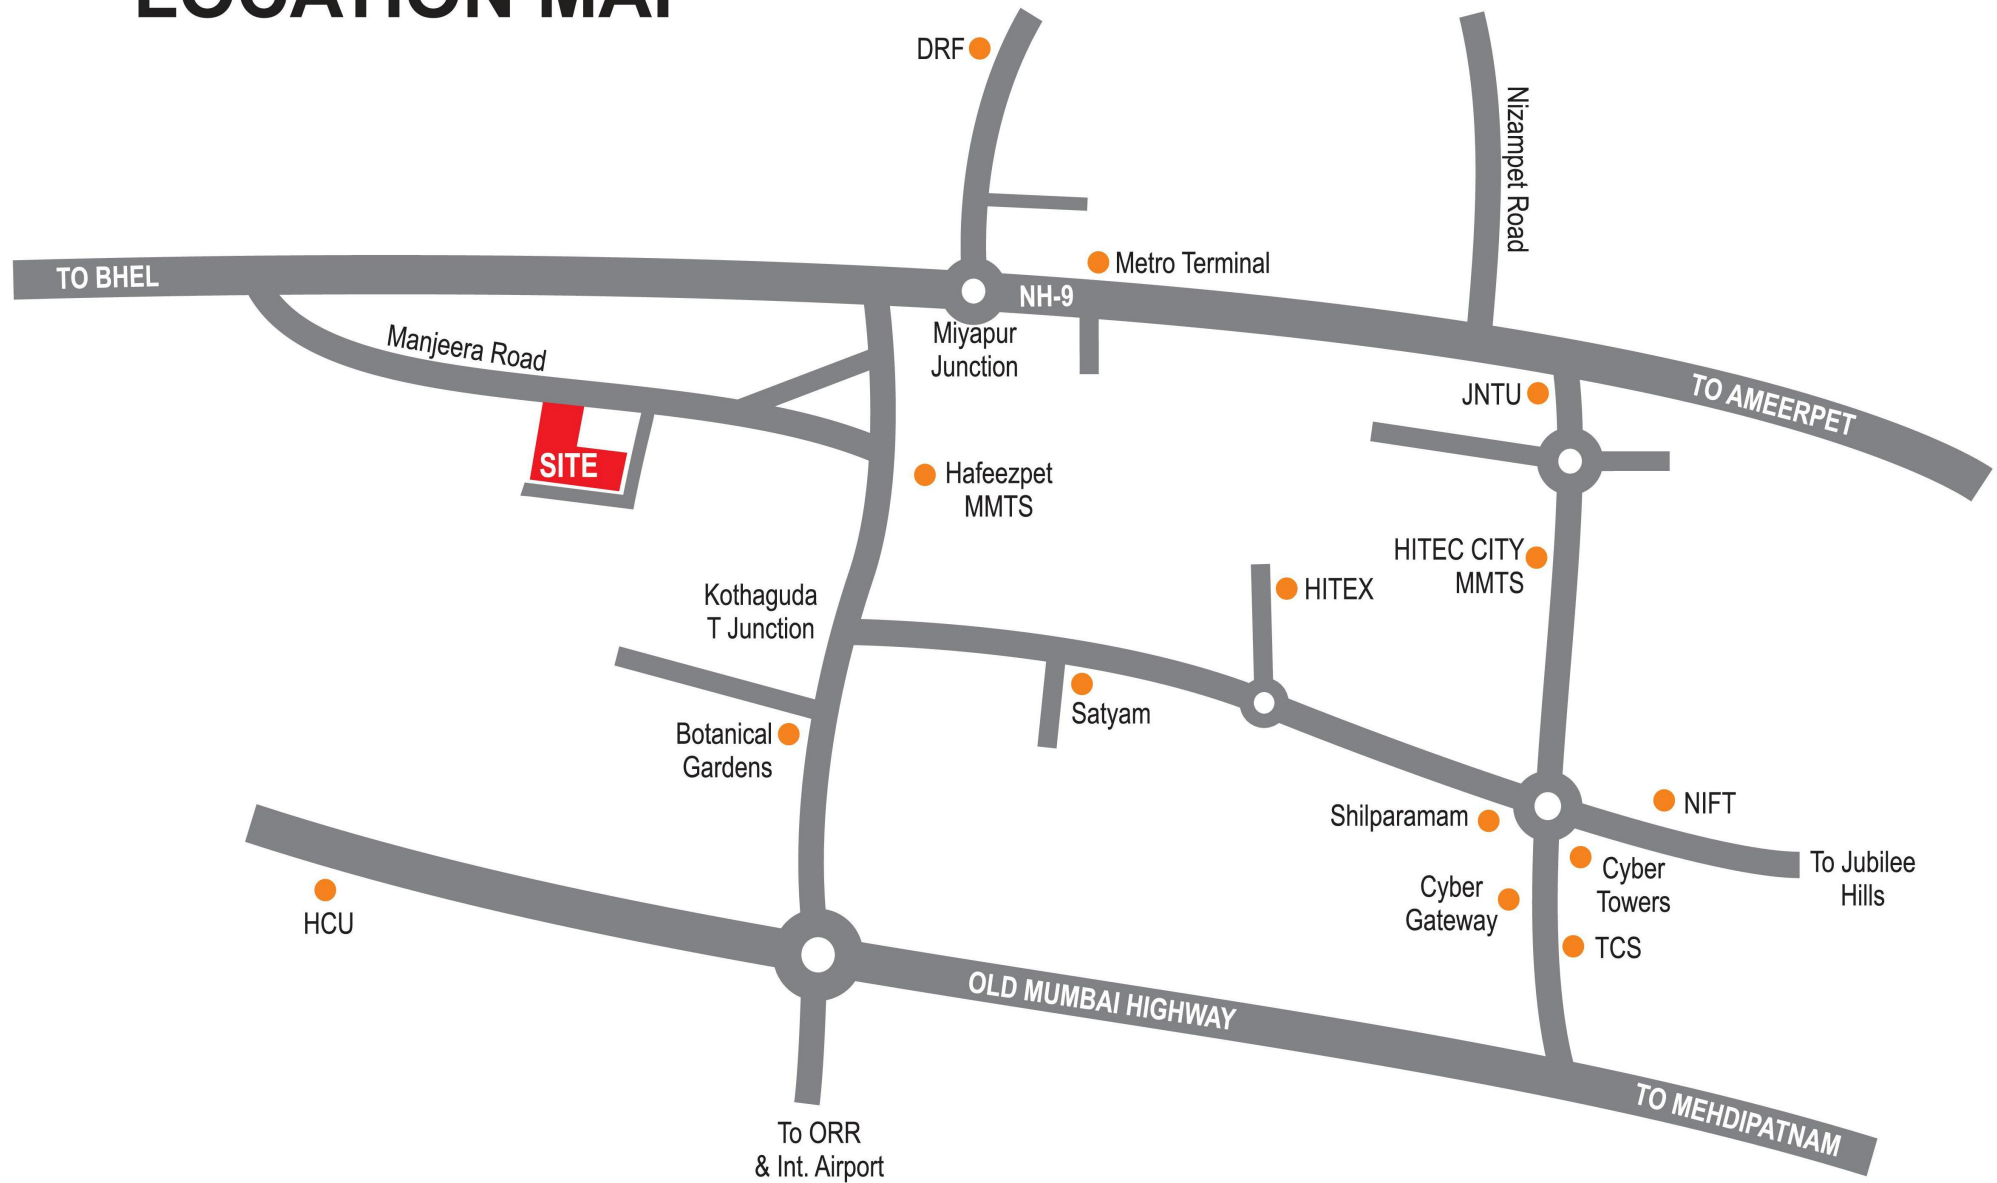 LOCATION MAP
DRF
Nizampet Road
Metro Terminal
TO BHEL
NH-9
Miyapur
Junction
Manjeera Road
TO AMEERPET
JNTU
SITE
Hafeezpet
MMTS
HITEC CITY
MMTS
HITEX
Kothaguda
T Junction
Satyam
Botanical
Gardens
NIFT
Shilparamam
To Jubilee
Hills
Cyber
Towers
Cyber
Gateway
HCU
TCS
OLD MUMBAI HIGHWAY
TO MEHDIPATNAM
To ORR
& Int. Airport